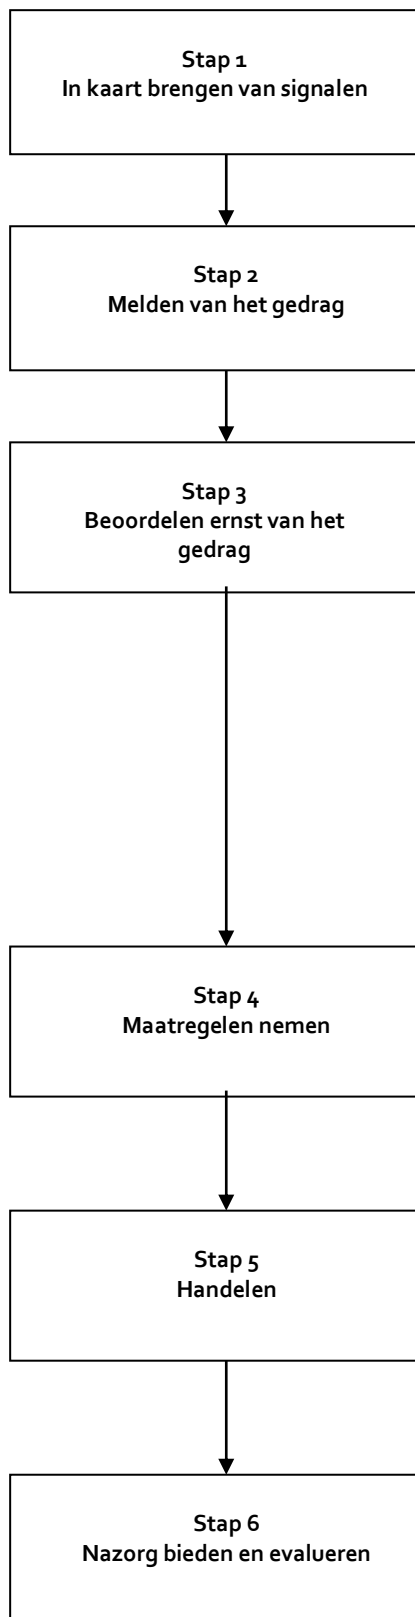 Stap 1
In kaart brengen van signalen
Stap 2
Melden van het gedrag
Stap 3
Beoordelen ernst van het
gedrag
Stap 4
Maatregelen nemen
Stap 5
Handelen
Stap 6
Nazorg bieden en evalueren